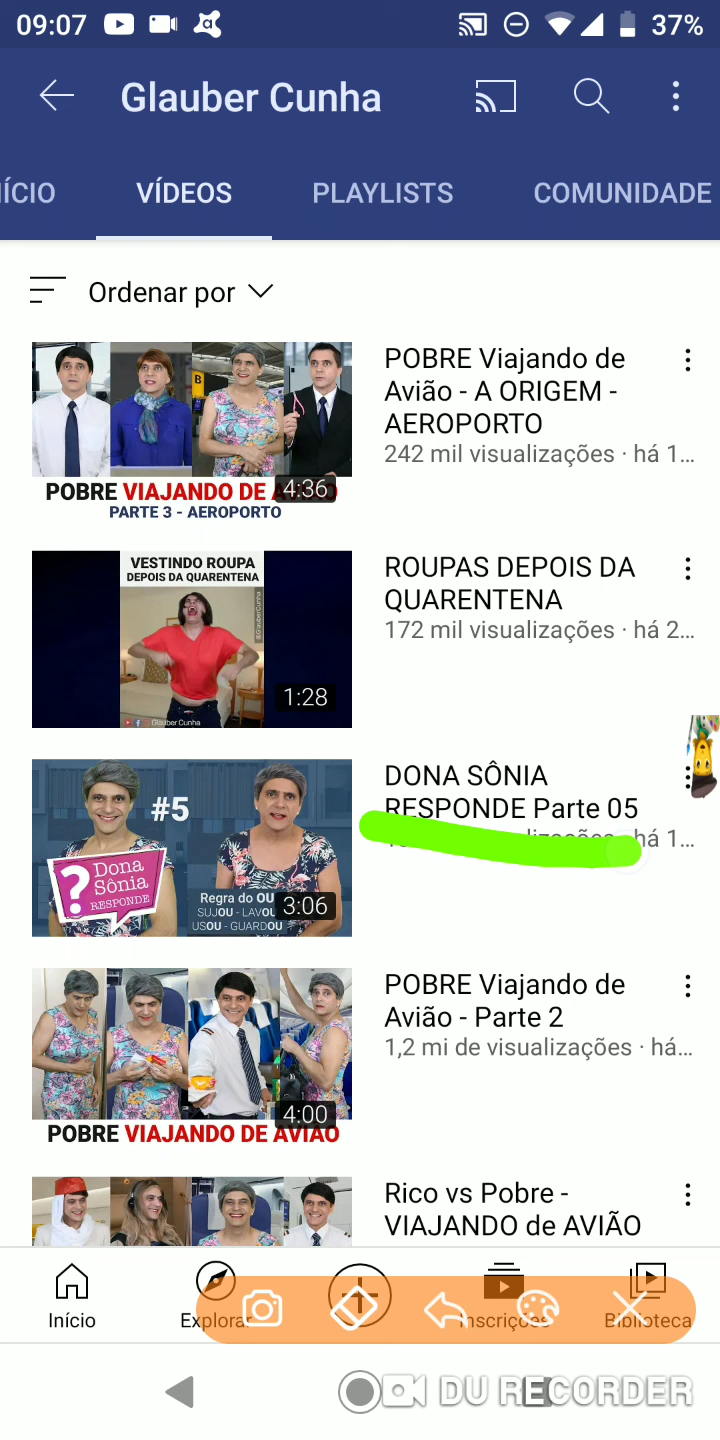 09:07
37%
Glauber Cunha
ÍCIO
VÍDEOS
PLAYLISTS
COMUNIDADE
Ordenar por
B
4:36
POBRE VIAJANDO DE
PARTE 3 - AEROPORTO
POBRE Viajando de
Avião - A ORIGEM -
AEROPORTO
242 mil visualizações · há 1...
VESTINDO ROUPA
DEPOIS DA QUARENTENA
@GlauberCunha
1:28
Glauber Cunha
ROUPAS DEPOIS DA
QUARENTENA
172 mil visualizações · há 2...
#5
? Dona
Sônia
RESPONDE
Regra do OU
SUJOU - LAVOU
USOU - GUARDOU
3:06
DONA SÔNIA
RESPONDE Parte 05
há 1...
4:00
POBRE VIAJANDO DE AVIÃO
POBRE Viajando de
Avião - Parte 2
1,2 mi de visualizações · há...
Rico vs Pobre -
VIAJANDO de AVIÃO
Início
Explorar
Inscrições
Biblioteca
DU RECORDER